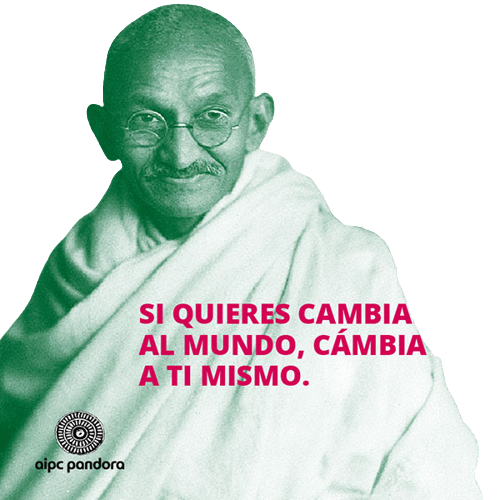 SI QUIERES CAMBIA
AL MUNDO, CÁMBIA
A TI MISMO.
aipc pandora